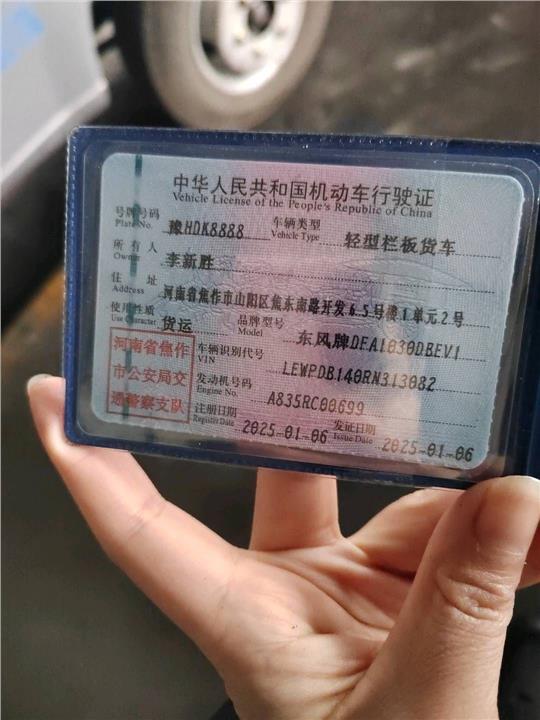 中华人民共和国机动车行驶证
Vehicle License of the People's Republic of China
号牌号码 豫HDK8888 车辆类型 轻型栏板货车
Plate No. Vehicle Type
所有人 李新胜
Owner
住址 河南省焦作市山阳区焦东南路开发6.5号楼1单元2号
Address
使用性质 货运 品牌型号 东风牌DFA1030DBEV1
Use Character Model
河南省焦作
市公安局交
通警察支队
车辆识别代号 LEWPDB140RN313082
VIN
发动机号码 A835RC00699
Engine No.
注册日期 2025-01-06 发证日期 2025-01-06
Register Date Issue Date